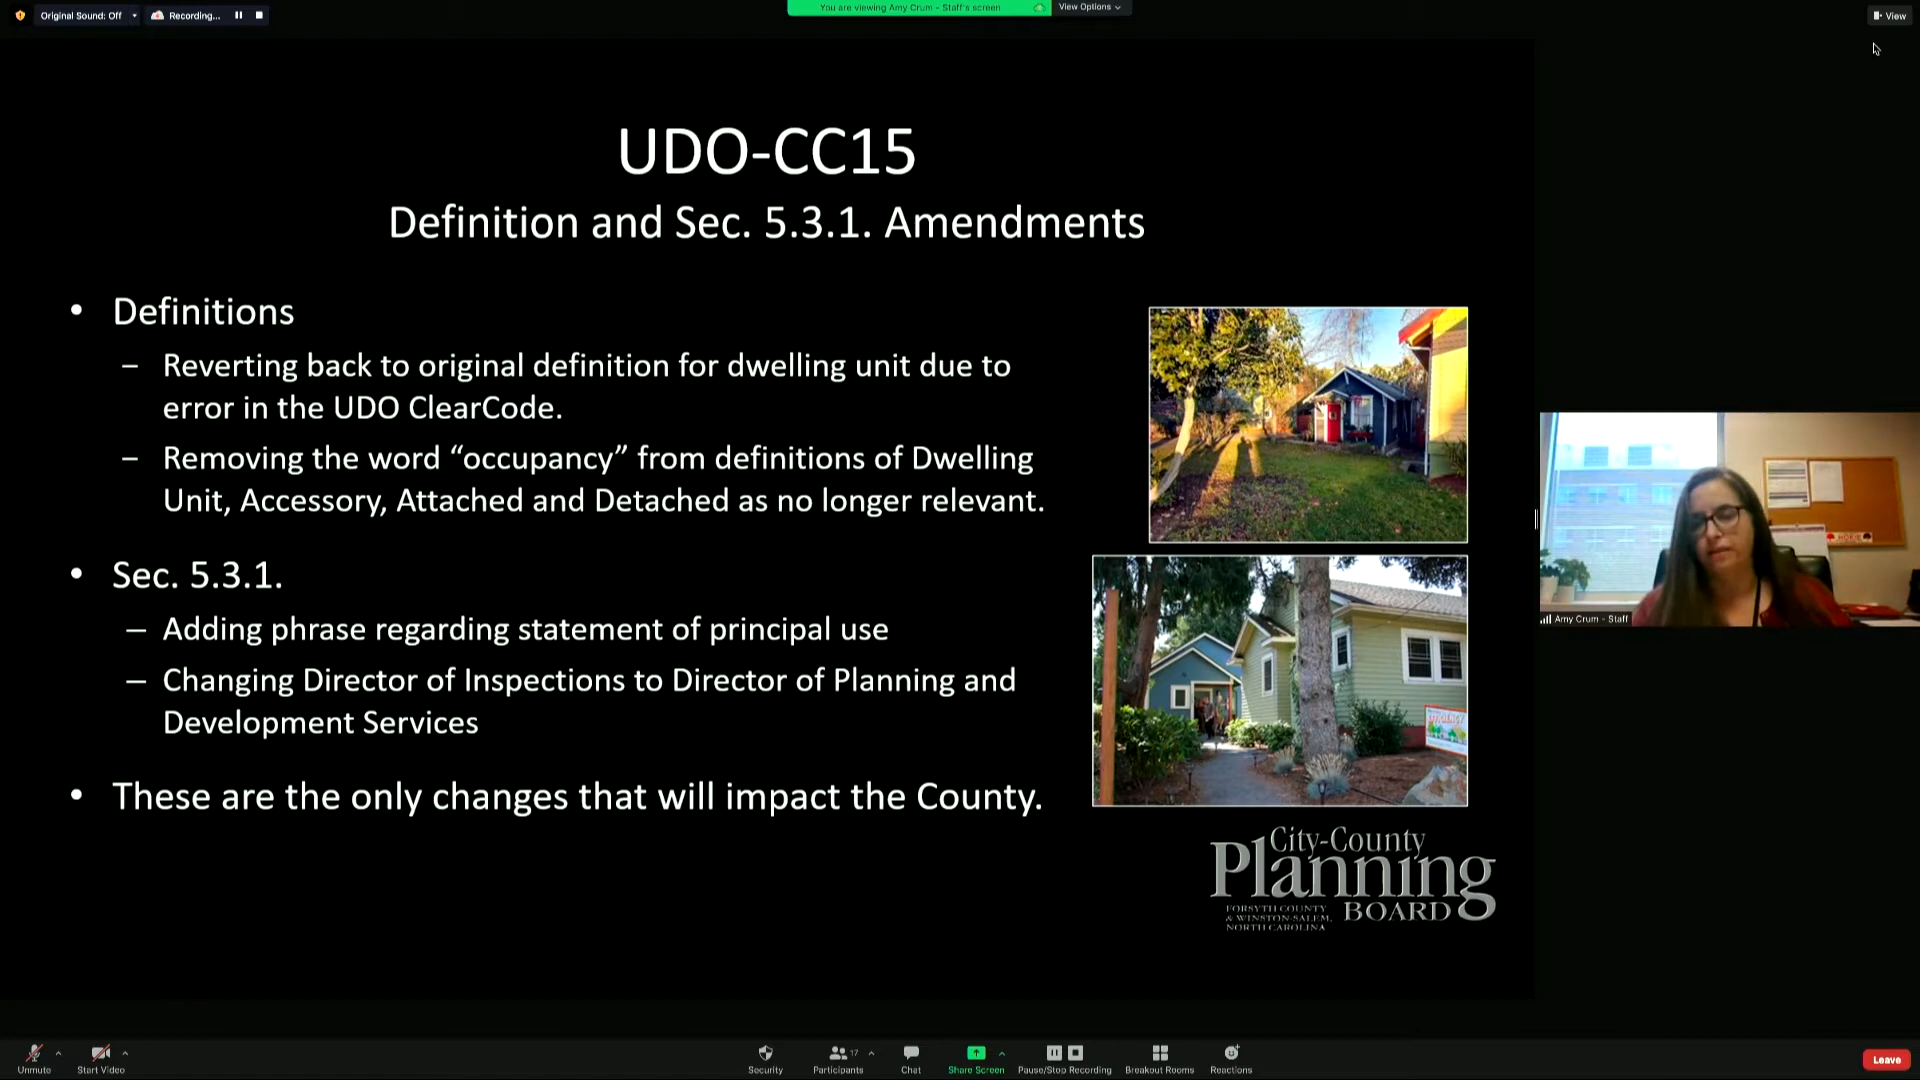 Original Sound: Off
Recording...
You are viewing Amy Crum - Staff's screen
View Options
View
UDO-CC15
Definition and Sec. 5.3.1. Amendments
• Definitions
– Reverting back to original definition for dwelling unit due to
error in the UDO ClearCode.
– Removing the word “occupancy” from definitions of Dwelling
Unit, Accessory, Attached and Detached as no longer relevant.
• Sec. 5.3.1.
– Adding phrase regarding statement of principal use
– Changing Director of Inspections to Director of Planning and
Development Services
• These are the only changes that will impact the County.
City-County
Planning
BOARD
FORSYTH COUNTY
& WINSTON-SALEM,
NORTH CAROLINA
Amy Crum - Staff
Unmute
Start Video
Security
Participants
17
Chat
Share Screen
Pause/Stop Recording
Breakout Rooms
Reactions
Leave